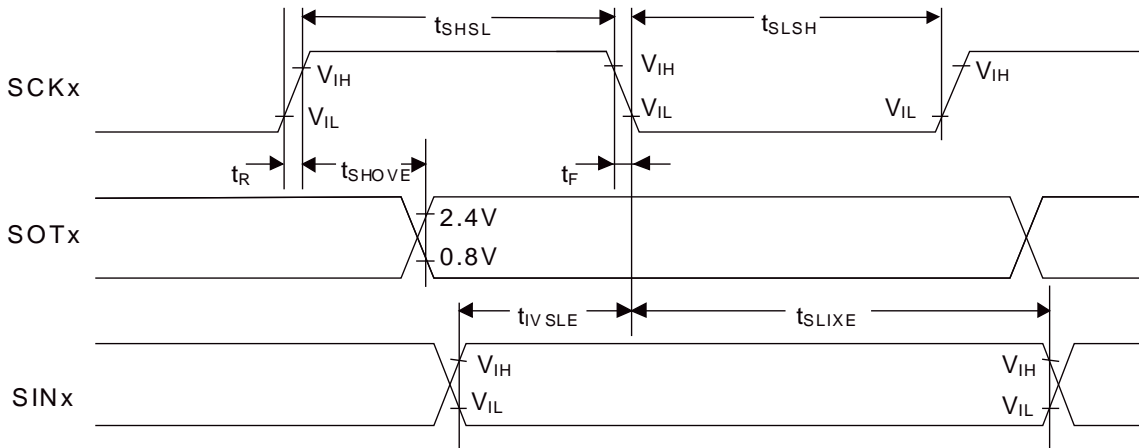 tSHSL tSLSH
SCKx VIH VIH VIH
VIL VIL VIL
tR tSHOVE tF
SOTx 2.4V
0.8V
tIVSLE tSLIXE
SINx VIH VIH
VIL VIL